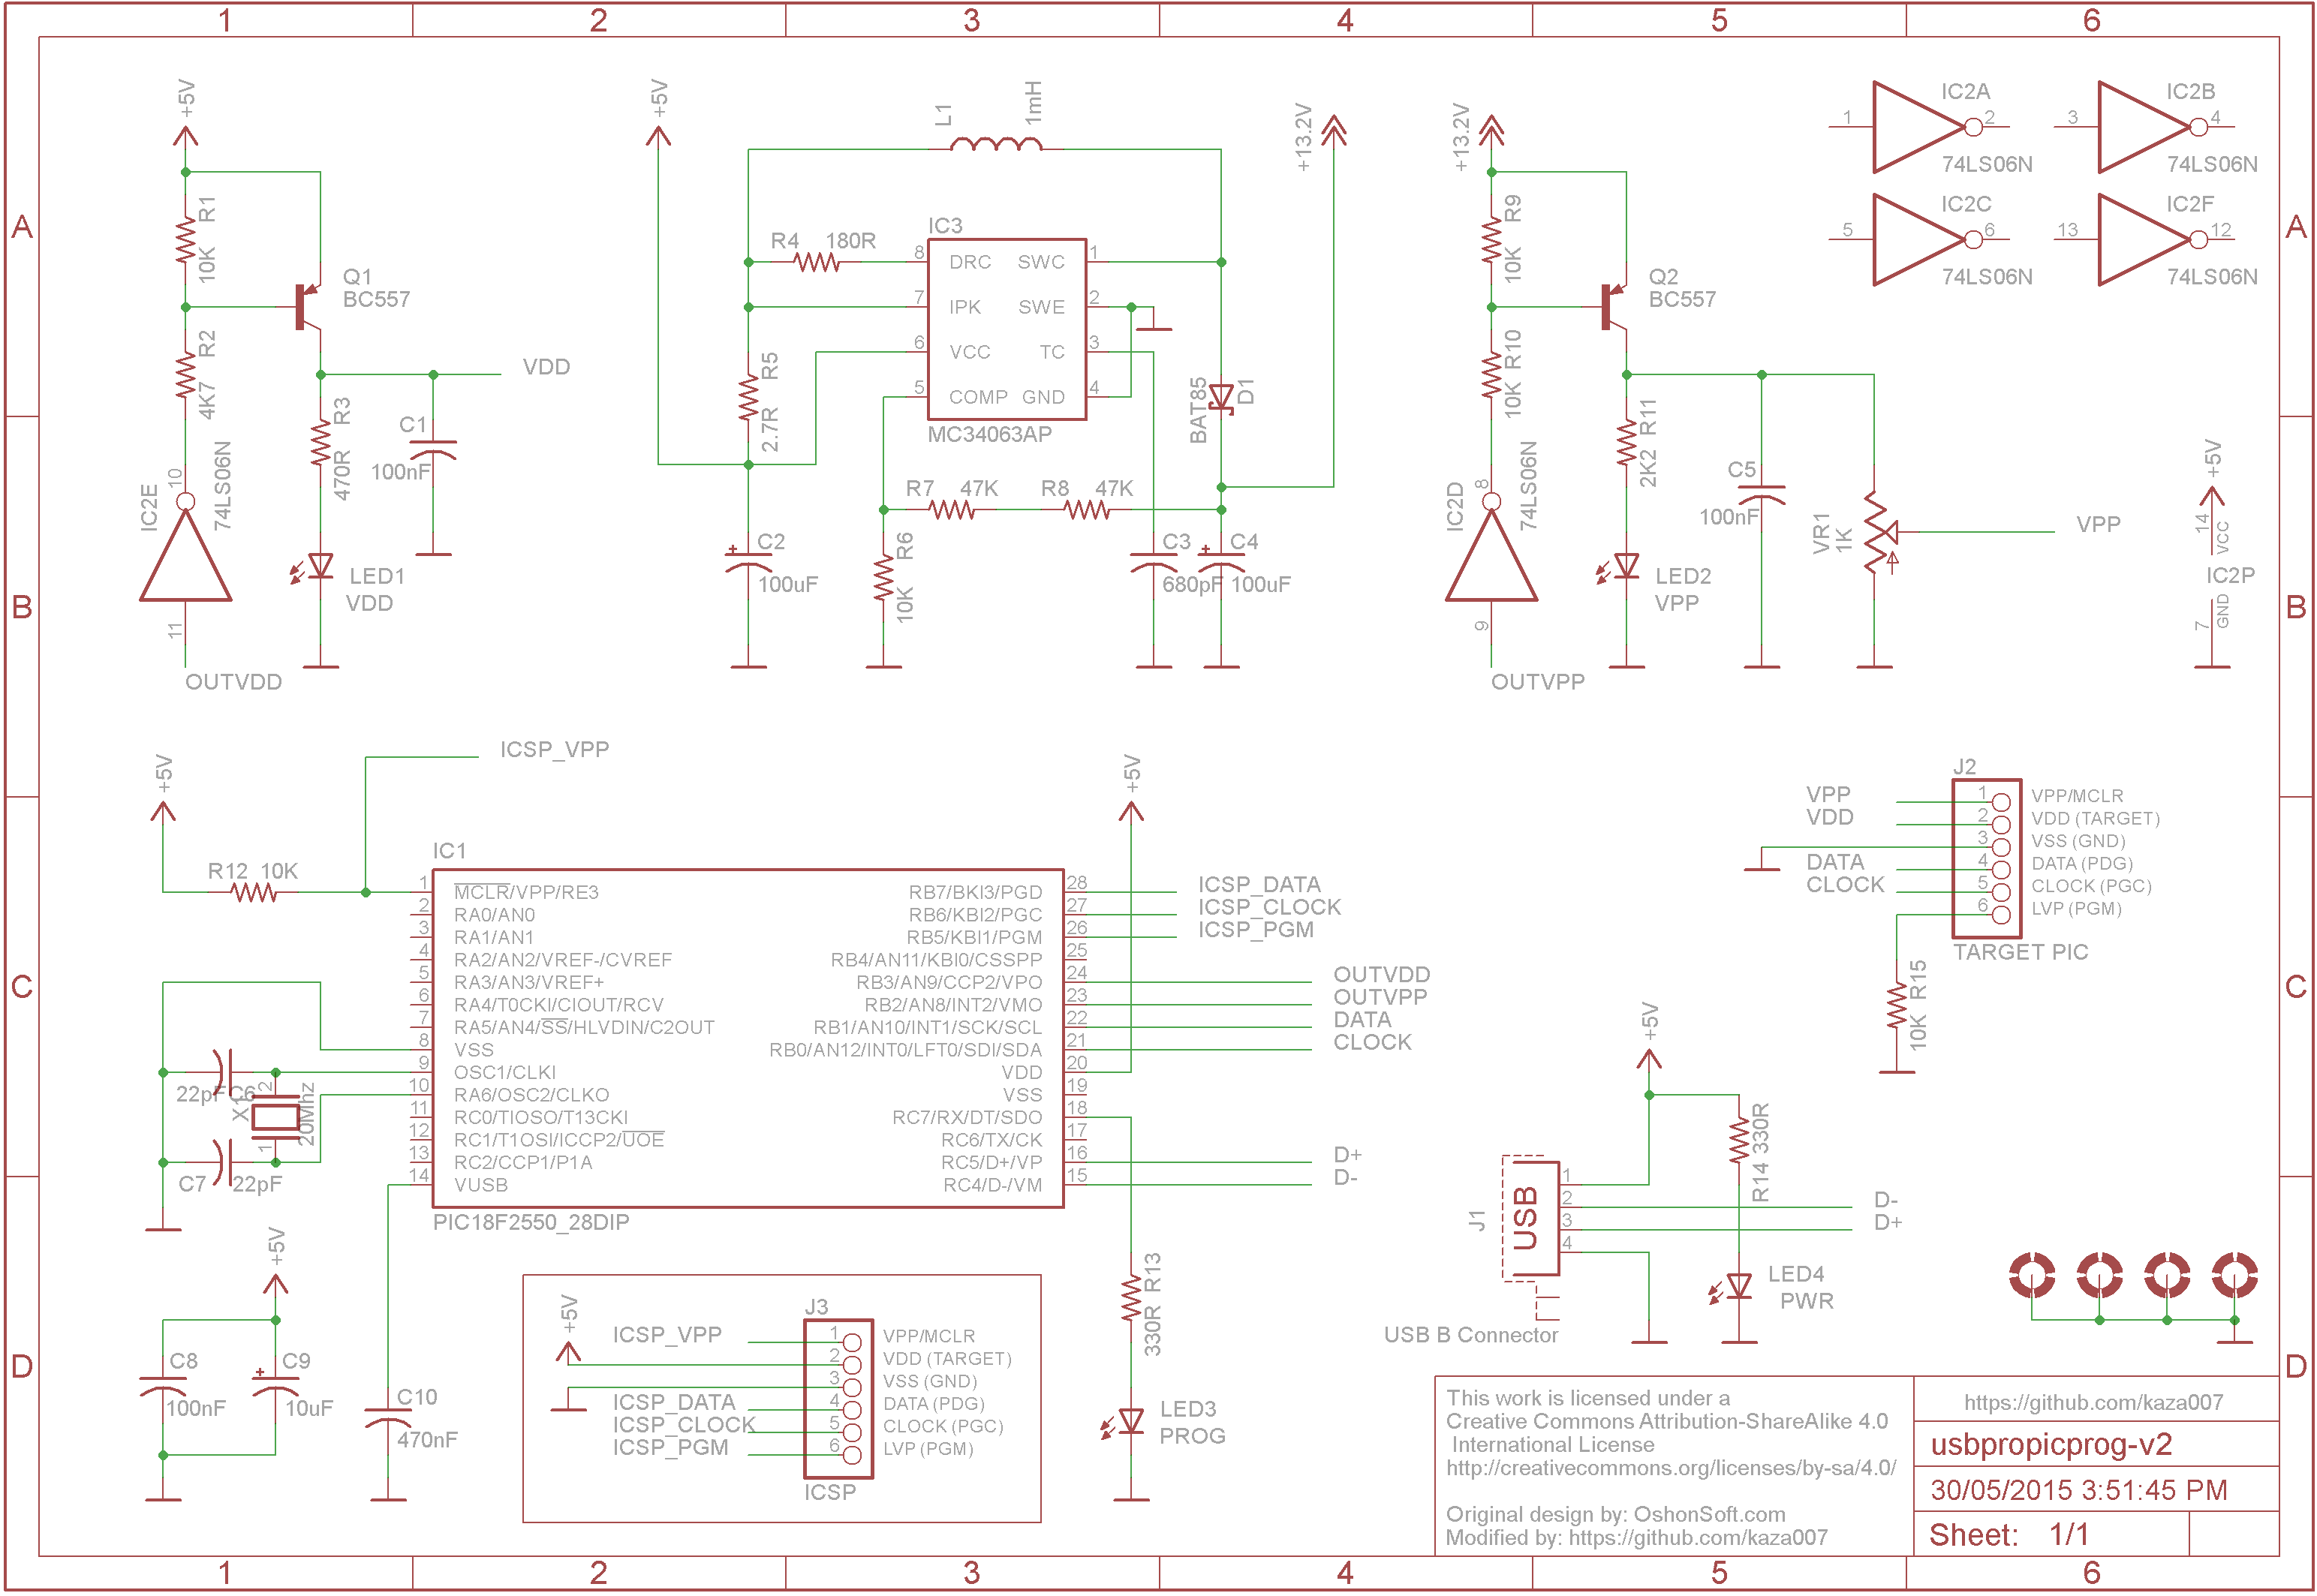 1 2 3 4 5 6
A A
B B
C C
D D
1 2 3 4 5 6
+5V
R1
10K
Q1
BC557
R2
4K7
VDD
R3
470R
C1
100nF
10
IC2E
74LS06N
11
LED1
VDD
OUTVDD
+5V
L1
1mH
+13.2V
IC3
R4 180R
8 DRC SWC 1
7 IPK SWE 2
6 VCC TC 3
5 COMP GND 4
MC34063AP
R5
2.7R
BAT85
D1
R7 47K R8 47K
R6
10K
C2
100uF
C3
680pF
C4
100uF
+13.2V
R9
10K
Q2
BC557
R10
10K
8
IC2D
74LS06N
9
OUTVPP
R11
2K2
LED2
VPP
C5
100nF
VR1
1K
VPP
IC2A
1 2
74LS06N
IC2B
3 4
74LS06N
IC2C
5 6
74LS06N
IC2F
13 12
74LS06N
+5V
14
VCC
IC2P
GND
7
+5V
ICSP_VPP
R12 10K
IC1
1 MCLR/VPP/RE3
2 RA0/AN0
3 RA1/AN1
4 RA2/AN2/VREF-/CVREF
5 RA3/AN3/VREF+
6 RA4/T0CKI/CIOUT/RCV
7 RA5/AN4/SS/HLVDIN/C2OUT
8 VSS
9 OSC1/CLKI
10 RA6/OSC2/CLKO
11 RC0/TIOSO/T13CKI
12 RC1/T1OSI/ICCP2/UOE
13 RC2/CCP1/P1A
14 VUSB
RB7/BKI3/PGD 28 ICSP_DATA
RB6/KBI2/PGC 27 ICSP_CLOCK
RB5/KBI1/PGM 26 ICSP_PGM
RB4/AN11/KBI0/CSSPP 25
RB3/AN9/CCP2/VPO 24 OUTVDD
RB2/AN8/INT2/VMO 23 OUTVPP
RB1/AN10/INT1/SCK/SCL 22 DATA
RB0/AN12/INT0/LFT0/SDI/SDA 21 CLOCK
VDD 20
VSS 19
RC7/RX/DT/SDO 18
RC6/TX/CK 17
RC5/D+/VP 16 D+
RC4/D-/VM 15 D-
PIC18F2550_28DIP
+5V
22pF C6
2
X1
20Mhz
1
C7 22pF
+5V
C8
100nF
C9
10uF
C10
470nF
R13
330R
LED3
PROG
+5V
J3
ICSP_VPP 1 VPP/MCLR
2 VDD (TARGET)
3 VSS (GND)
ICSP_DATA 4 DATA (PDG)
ICSP_CLOCK 5 CLOCK (PGC)
ICSP_PGM 6 LVP (PGM)
ICSP
J2
VPP 1 VPP/MCLR
VDD 2 VDD (TARGET)
3 VSS (GND)
DATA 4 DATA (PDG)
CLOCK 5 CLOCK (PGC)
6 LVP (PGM)
TARGET PIC
R15
10K
+5V
R14 330R
J1
USB
1
2 D-
3 D+
4
USB B Connector
LED4
PWR
This work is licensed under a
Creative Commons Attribution-ShareAlike 4.0
International License
http://creativecommons.org/licenses/by-sa/4.0/
Original design by: OshonSoft.com
Modified by: https://github.com/kaza007
https://github.com/kaza007
usbpropicprog-v2
30/05/2015 3:51:45 PM
Sheet: 1/1